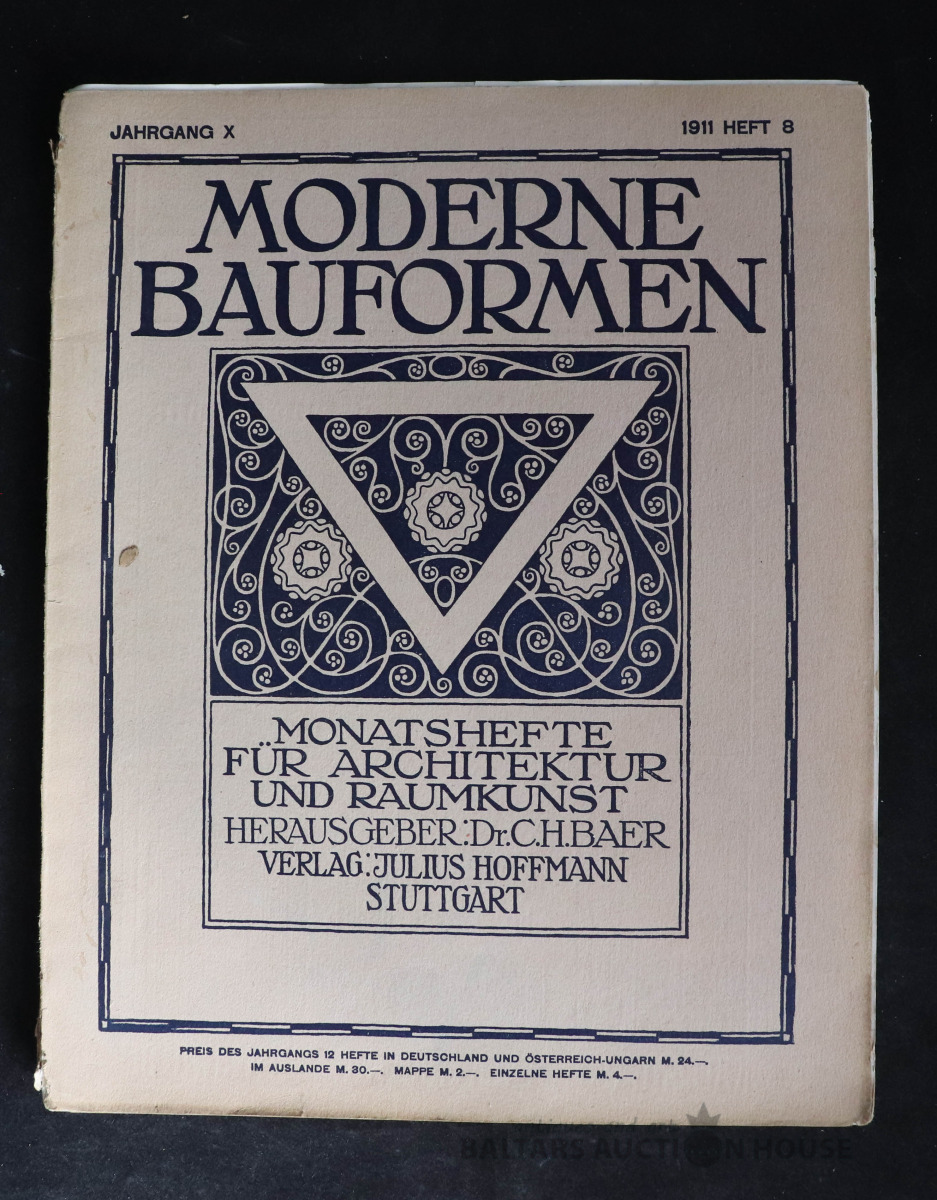 JAHRGANG X
1911 HEFT 8
MODERNE
BAUFORMEN
MONATSHEFTE
FÜR ARCHITEKTUR
UND RAUMKUNST
HERAUSGEBER: Dr. C.H. BAER
VERLAG: JULIUS HOFFMANN
STUTTGART
PREIS DES JAHRGANGS 12 HEFTE IN DEUTSCHLAND UND ÖSTERREICH-UNGARN M. 24.—.
IM AUSLANDE M. 30.—. MAPPE M. 2.—. EINZELNE HEFTE M. 4.—.
BALTARS AUCTION HOUSE